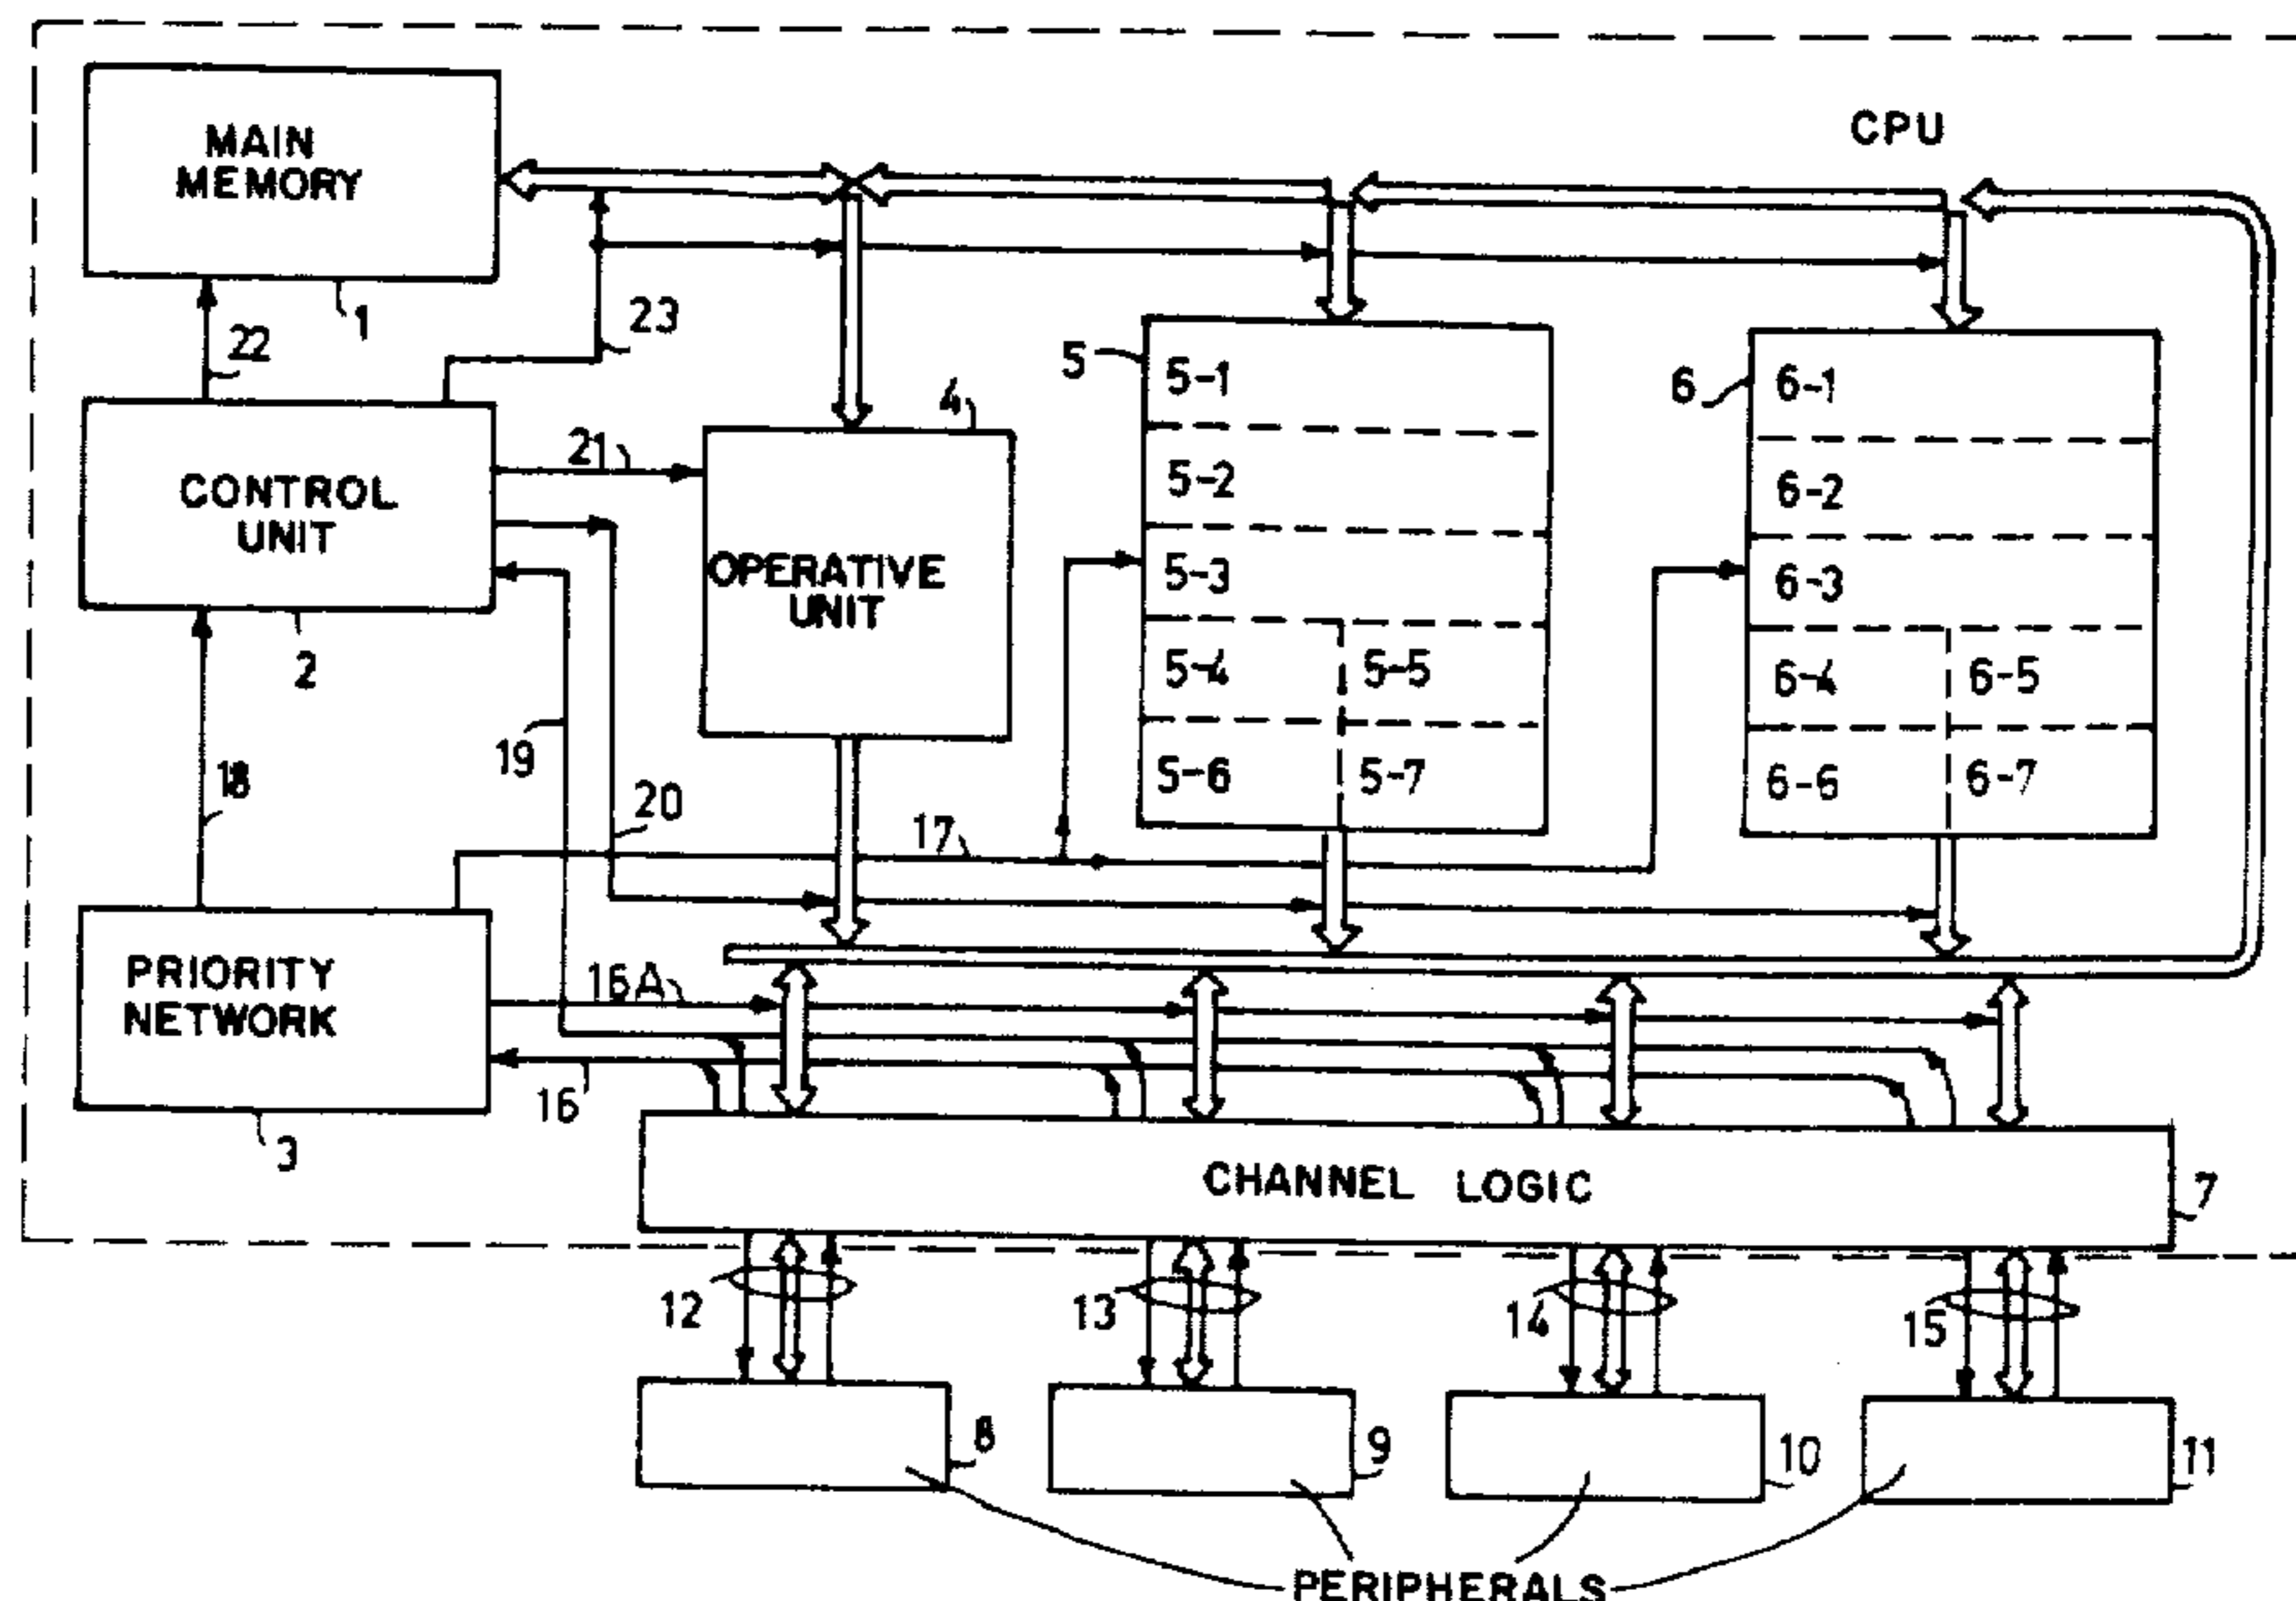 CPU
MAIN
MEMORY
1
22
23
CONTROL
UNIT
2
21
4
OPERATIVE
UNIT
5
5-1
5-2
5-3
5-4 5-5
5-6 5-7
6
6-1
6-2
6-3
6-4 6-5
6-6 6-7
18
19
20
17
PRIORITY
NETWORK
3
16A
16
CHANNEL LOGIC
7
12
13
14
15
8
9
10
11
PERIPHERALS